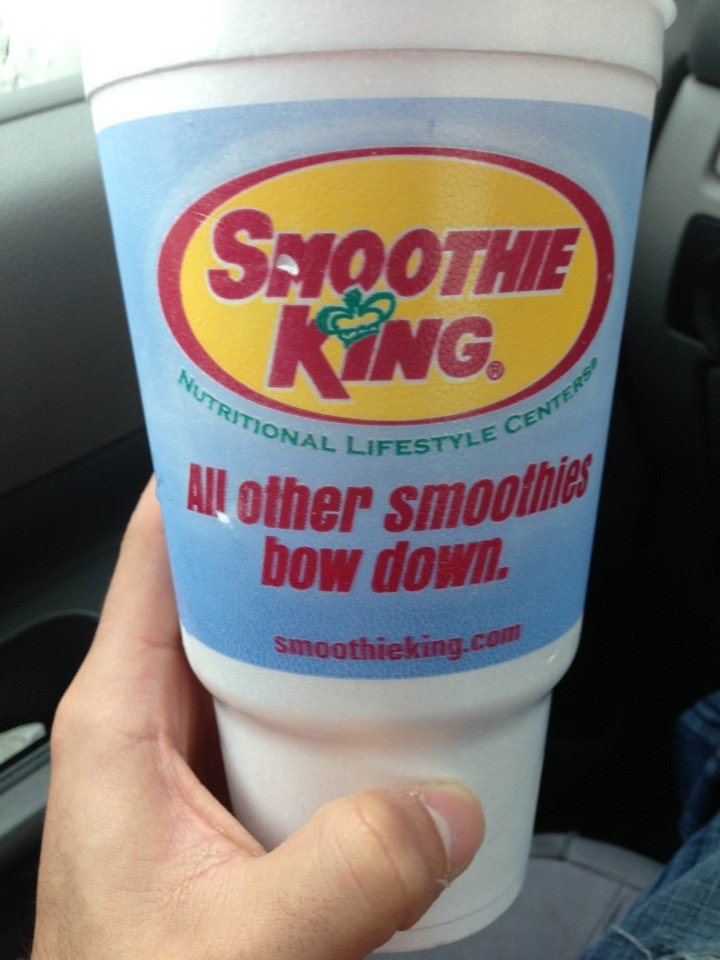 SMOOTHIE
KING®
NUTRITIONAL LIFESTYLE CENTERS®
All other smoothies
bow down.
smoothieking.com